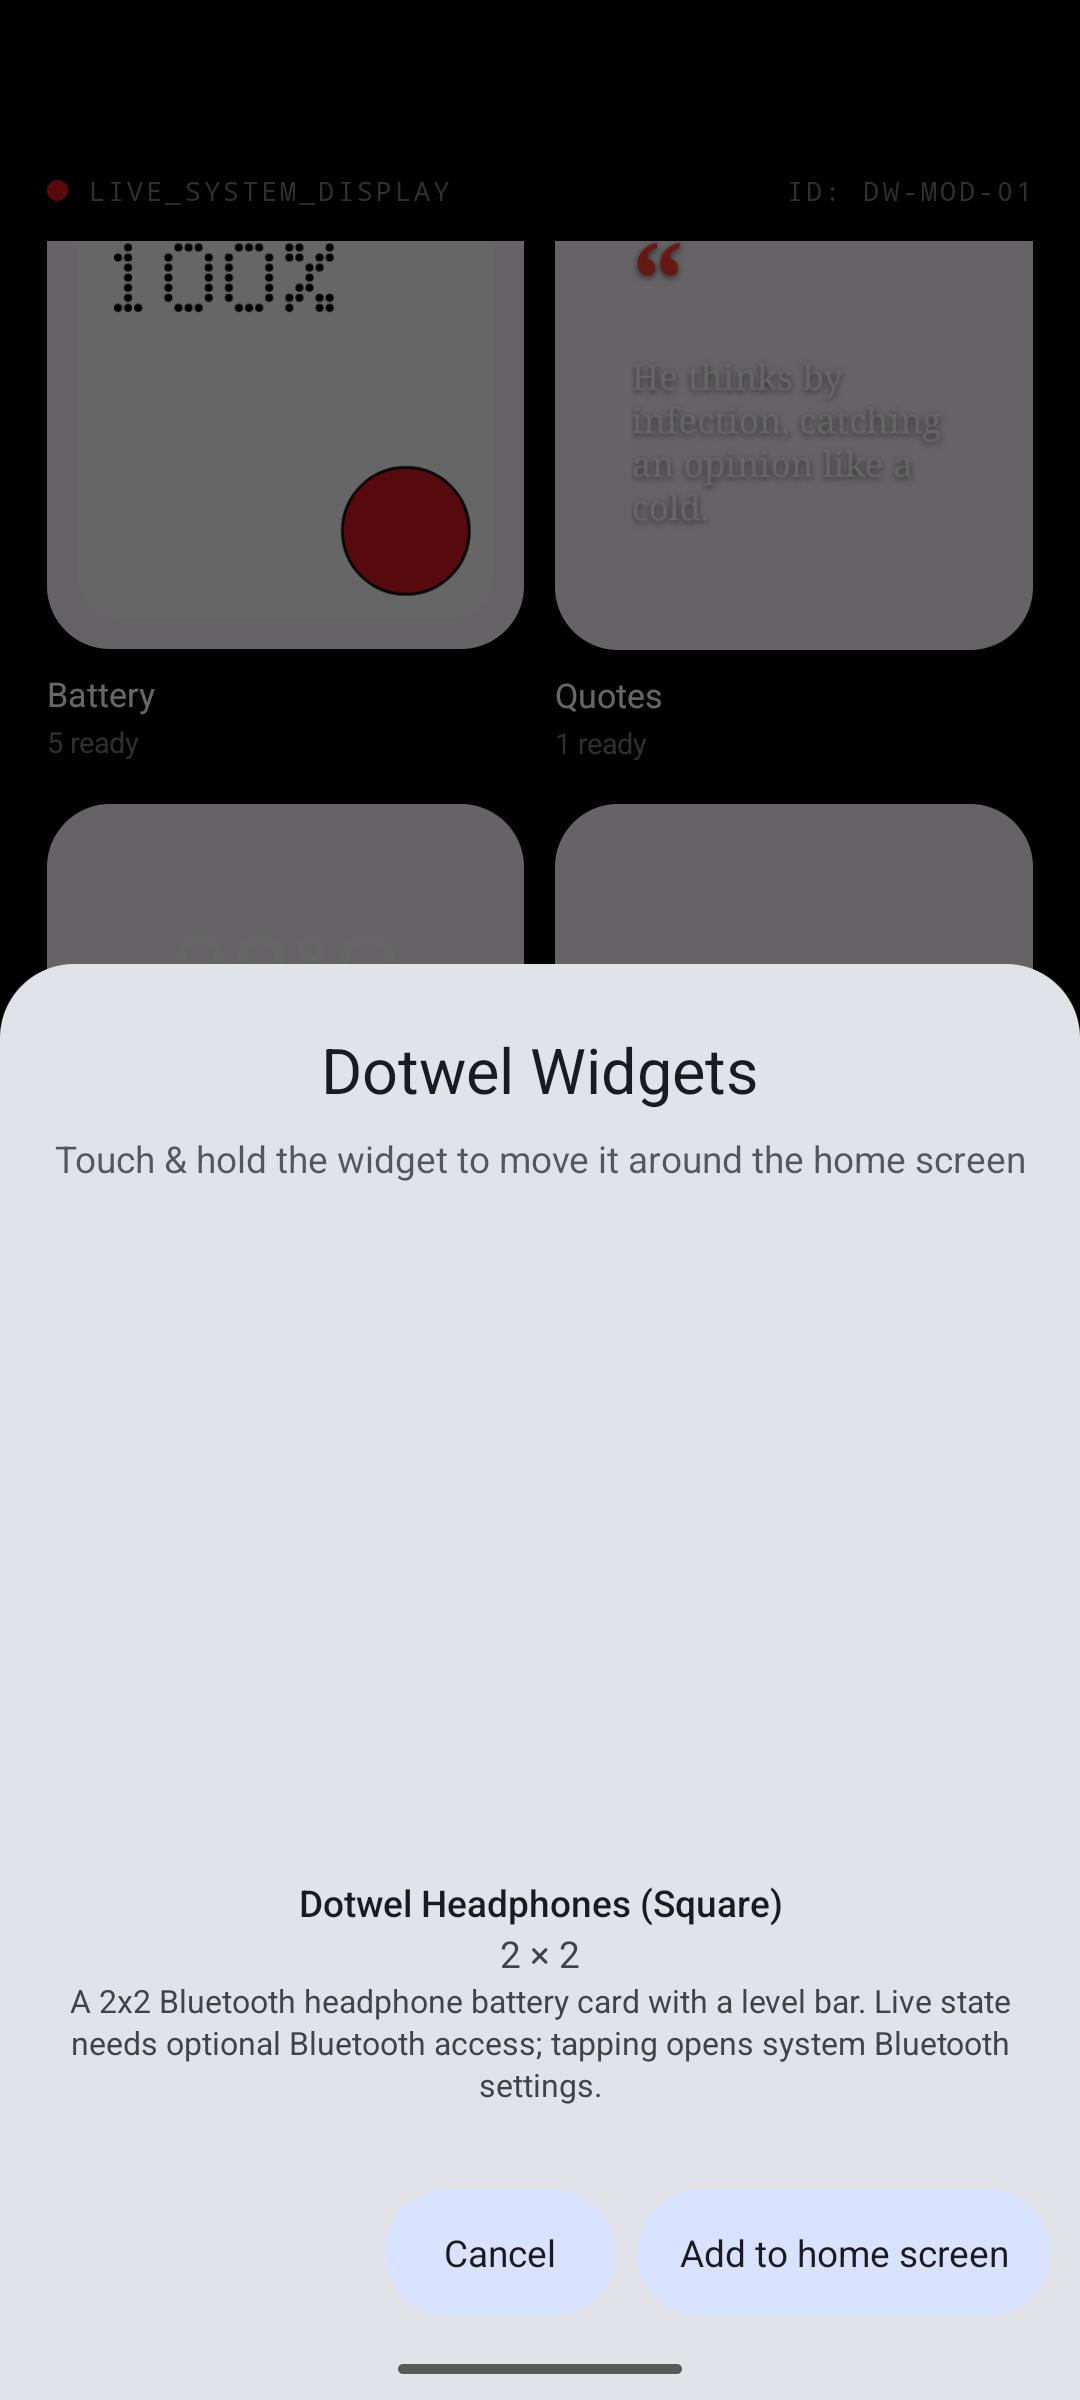 LIVE_SYSTEM_DISPLAY
ID: DW-MOD-01
100%
“
He thinks by
infection, catching
an opinion like a
cold.
Battery
Quotes
5 ready
1 ready
Dotwel Widgets
Touch & hold the widget to move it around the home screen
Dotwel Headphones (Square)
2 × 2
A 2x2 Bluetooth headphone battery card with a level bar. Live state
needs optional Bluetooth access; tapping opens system Bluetooth
settings.
Cancel
Add to home screen